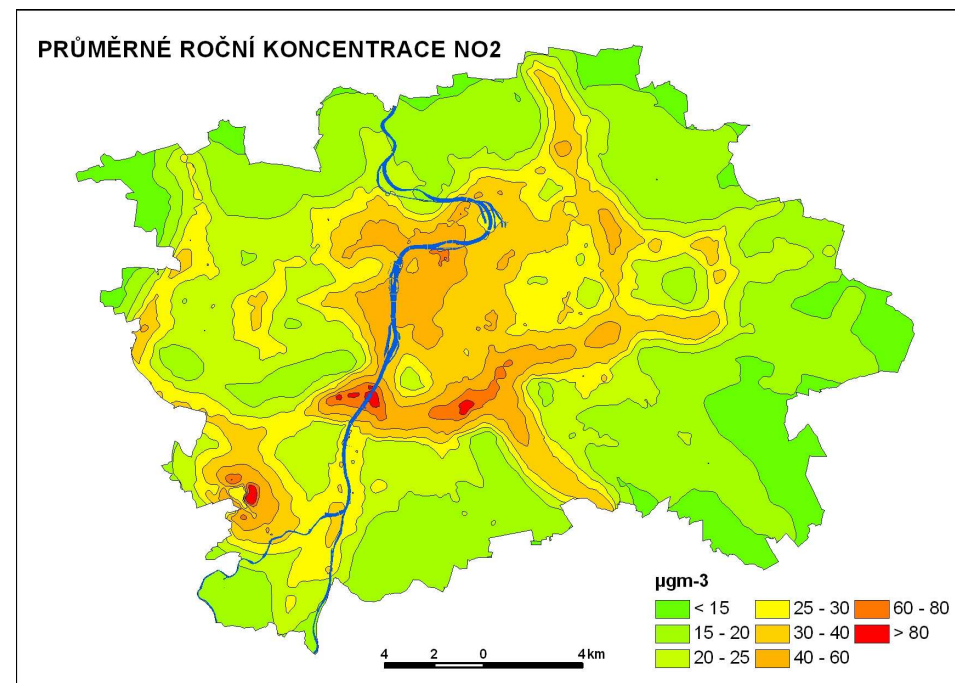 PRŮMĚRNÉ ROČNÍ KONCENTRACE NO2
µgm-3
< 15 25 - 30 60 - 80
15 - 20 30 - 40 > 80
20 - 25 40 - 60
4 2 0 4 km